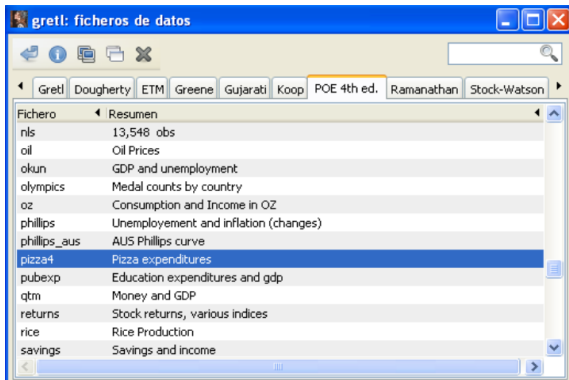 gretl: ficheros de datos
Gretl Dougherty ETM Greene Gujarati Koop POE 4th ed. Ramanathan Stock-Watson
Fichero Resumen
nls 13,548 obs
oil Oil Prices
okun GDP and unemployment
olympics Medal counts by country
oz Consumption and Income in OZ
phillips Unemployement and inflation (changes)
phillips_aus AUS Phillips curve
pizza4 Pizza expenditures
pubexp Education expenditures and gdp
qtm Money and GDP
returns Stock returns, various indices
rice Rice Production
savings Savings and income